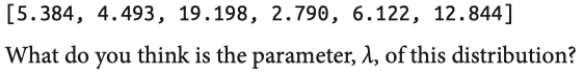 [5.384, 4.493, 19.198, 2.790, 6.122, 12.844]
What do you think is the parameter, λ, of this distribution?